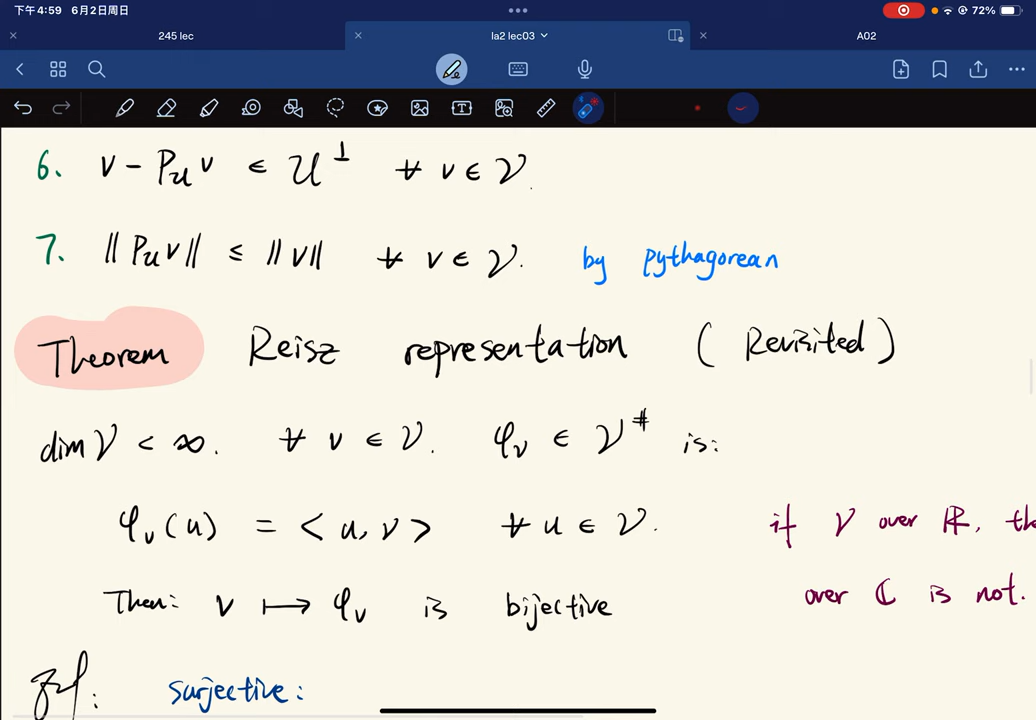 下午4:59 6月2日周日
72%
245 lec
la2 lec03
A02
6. v - P_U v ∈ U^⊥ ∀ v ∈ V.
7. ||P_U v|| ≤ ||v|| ∀ v ∈ V. by pythagorean
Theorem Reisz representation (Revisited)
dim V < ∞. ∀ v ∈ V. φ_v ∈ V^# is:
φ_v(u) = <u, v> ∀ u ∈ V. if V over ℝ, th
Then: v ↦ φ_v is bijective over ℂ is not.
surjective: